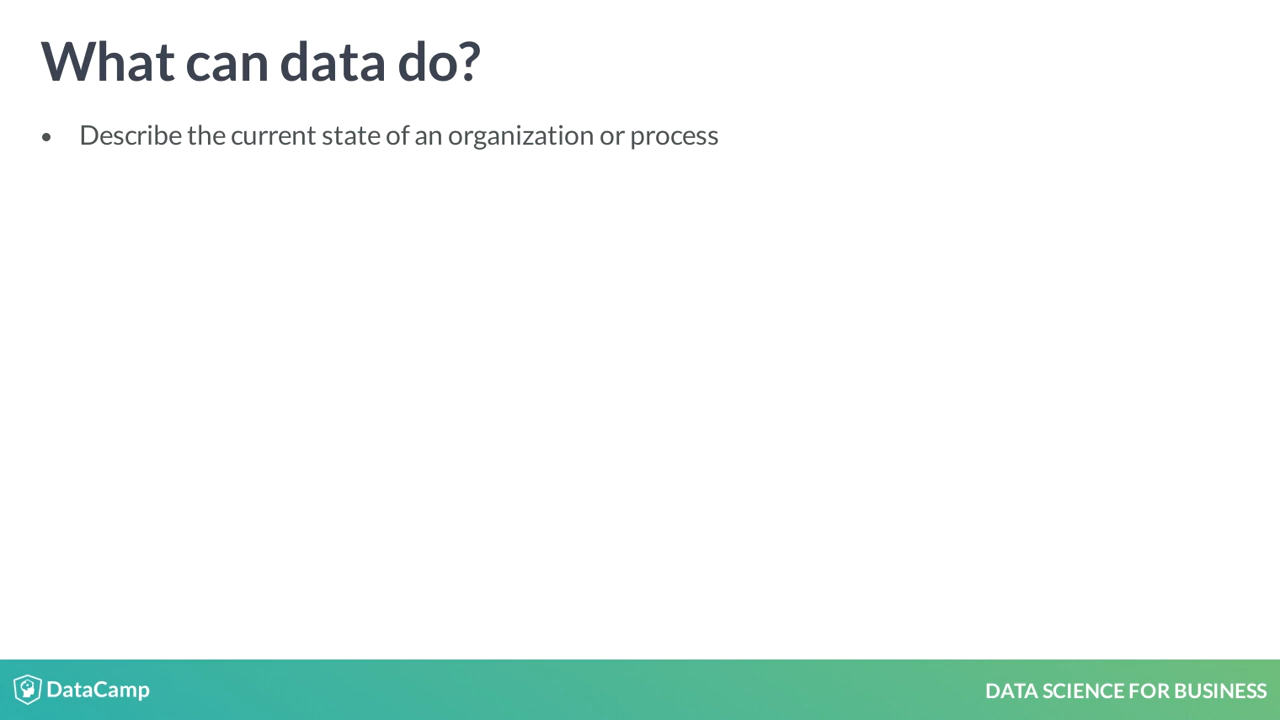 What can data do?
• Describe the current state of an organization or process
DataCamp
DATA SCIENCE FOR BUSINESS